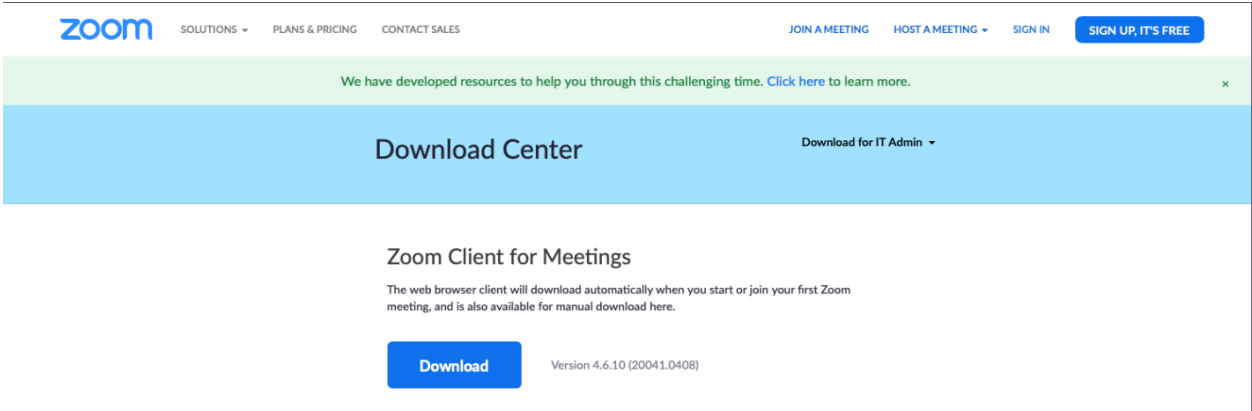 zoom SOLUTIONS PLANS & PRICING CONTACT SALES JOIN A MEETING HOST A MEETING SIGN IN SIGN UP, IT'S FREE
We have developed resources to help you through this challenging time. Click here to learn more. ×
Download Center Download for IT Admin
Zoom Client for Meetings
The web browser client will download automatically when you start or join your first Zoom
meeting, and is also available for manual download here.
Download Version 4.6.10 (20041.0408)